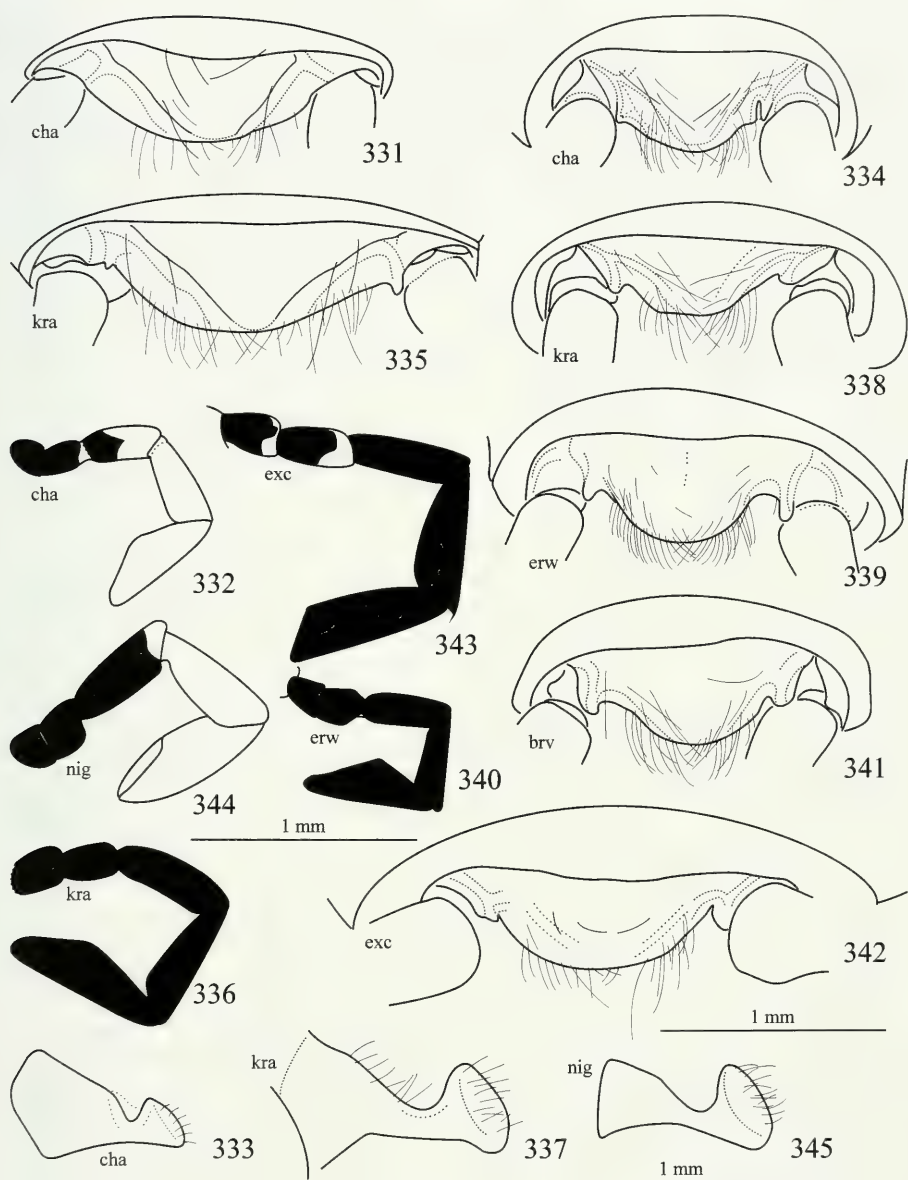 cha
331
cha
334
kra
335
kra
338
cha
332
exc
343
erw
339
nig
344
erw
340
brv
341
1 mm
kra
336
exc
342
1 mm
cha
333
kra
337
nig
345
1 mm